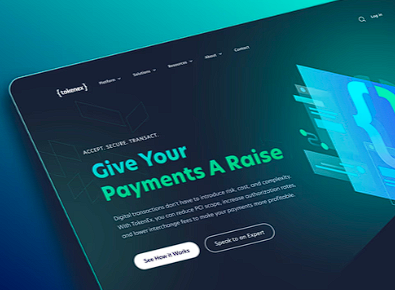 {tokenex}
Platform Solutions Resources About Contact Log In
ACCEPT. SECURE. TRANSACT.
Give Your
Payments A Raise
Digital transactions don't have to introduce risk, cost, and complexity.
With TokenEx, you can reduce PCI scope, increase authorization rates,
and lower interchange fees to make your payments more profitable.
See How it Works
Speak to an Expert